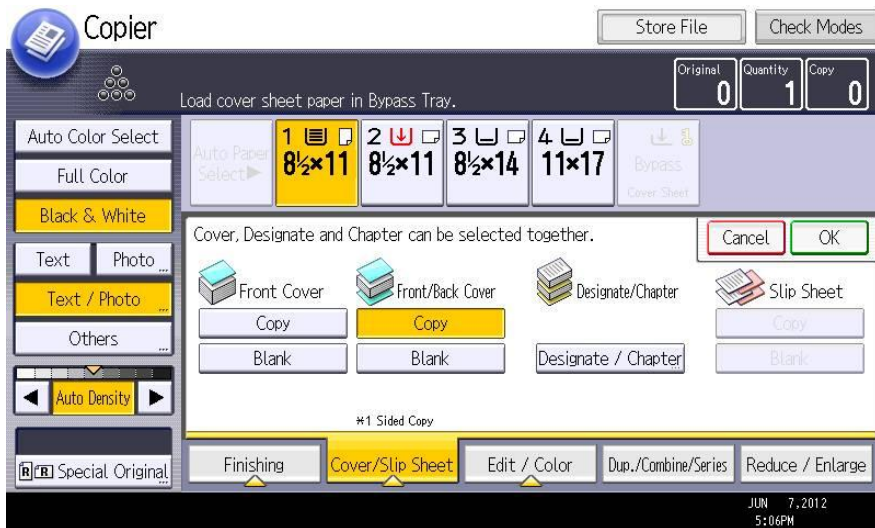 Copier
Store File
Check Modes
Load cover sheet paper in Bypass Tray.
Original
0
Quantity
1
Copy
0
Auto Color Select
Full Color
Black & White
Text
Photo
Text / Photo
Others
Auto Density
R R Special Original
Auto Paper
Select▶
1
8½×11
2
8½×11
3
8½×14
4
11×17
Bypass
Cover Sheet
Cover, Designate and Chapter can be selected together.
Cancel
OK
Front Cover
Copy
Blank
Front/Back Cover
Copy
Blank
Designate/Chapter
Designate / Chapter
Slip Sheet
Copy
Blank
*1 Sided Copy
Finishing
Cover/Slip Sheet
Edit / Color
Dup./Combine/Series
Reduce / Enlarge
JUN 7,2012
5:06PM